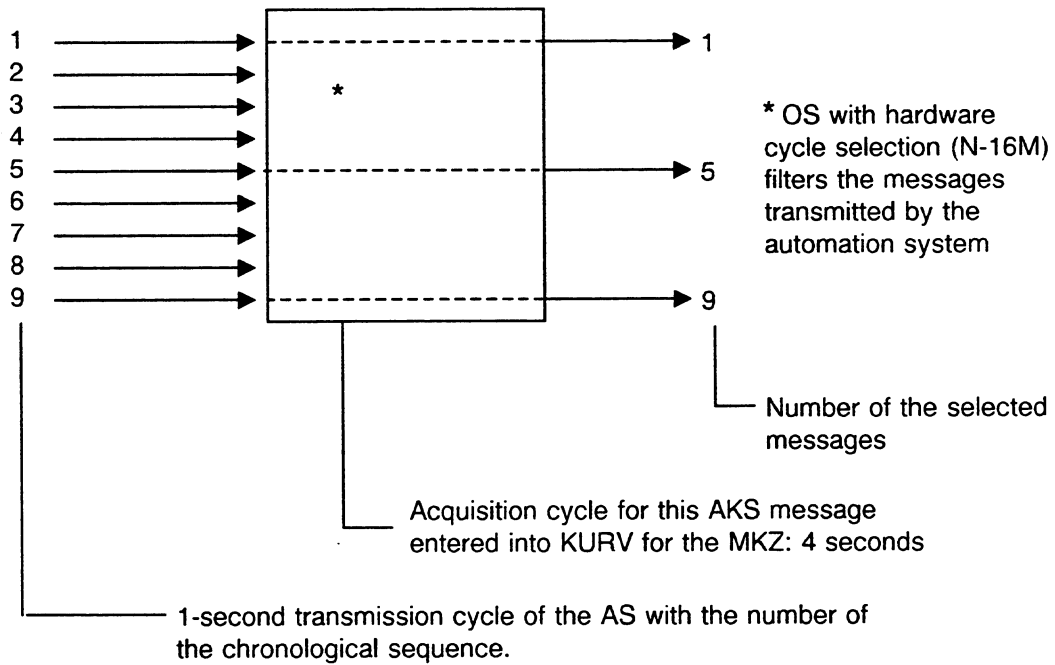 1
2
3
4
5
6
7
8
9
*
1
5
9
* OS with hardware
cycle selection (N-16M)
filters the messages
transmitted by the
automation system
Number of the selected
messages
Acquisition cycle for this AKS message
entered into KURV for the MKZ: 4 seconds
1-second transmission cycle of the AS with the number of
the chronological sequence.